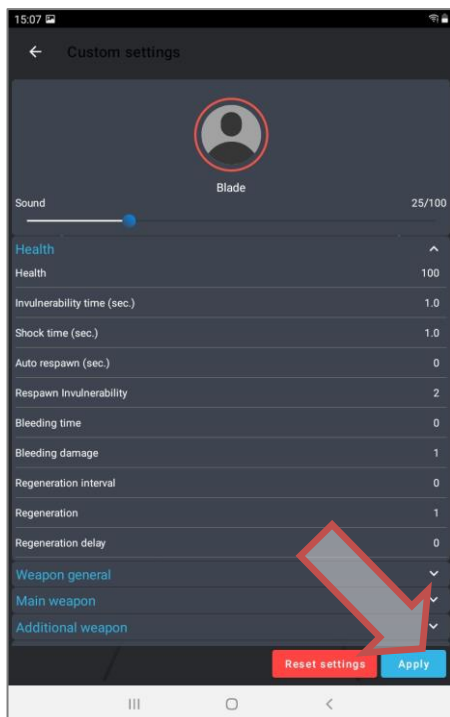 15:07
Custom settings
Blade
Sound 25/100
Health
Health 100
Invulnerability time (sec.) 1.0
Shock time (sec.) 1.0
Auto respawn (sec.) 0
Respawn Invulnerability 2
Bleeding time 0
Bleeding damage 1
Regeneration interval 0
Regeneration 1
Regeneration delay 0
Weapon general
Main weapon
Additional weapon
Reset settings Apply